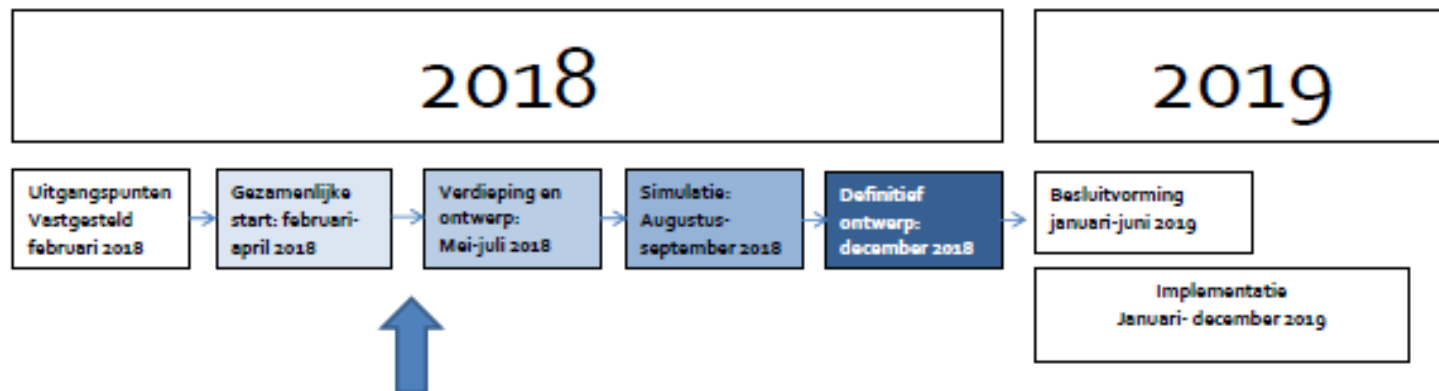 2018
2019
Uitgangspunten
Vastgesteld
februari 2018
Gezamenlijke
start: februari-
april 2018
Verdieping en
ontwerp:
Mei-juli 2018
Simulatie:
Augustus-
september 2018
Definitief
ontwerp:
december 2018
Besluitvorming
januari-juni 2019
Implementatie
Januari- december 2019